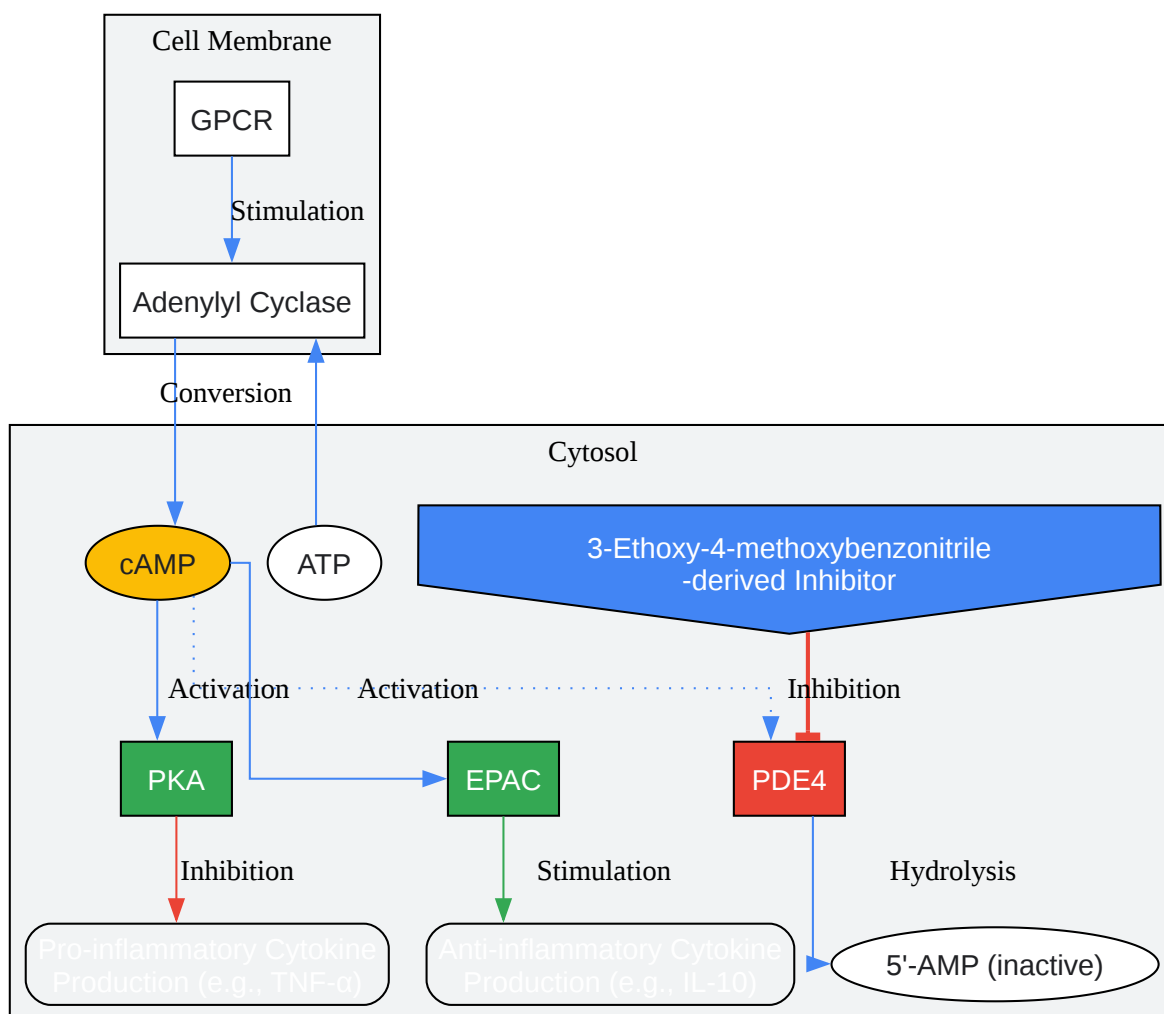 Cell Membrane
GPCR
Stimulation
Adenylyl Cyclase
Conversion
Cytosol
cAMP
ATP
3-Ethoxy-4-methoxybenzonitrile
-derived Inhibitor
Activation
Activation
Inhibition
PKA
EPAC
PDE4
Inhibition
Stimulation
Hydrolysis
Pro-inflammatory Cytokine
Production (e.g., TNF-α)
Anti-inflammatory Cytokine
Production (e.g., IL-10)
5'-AMP (inactive)